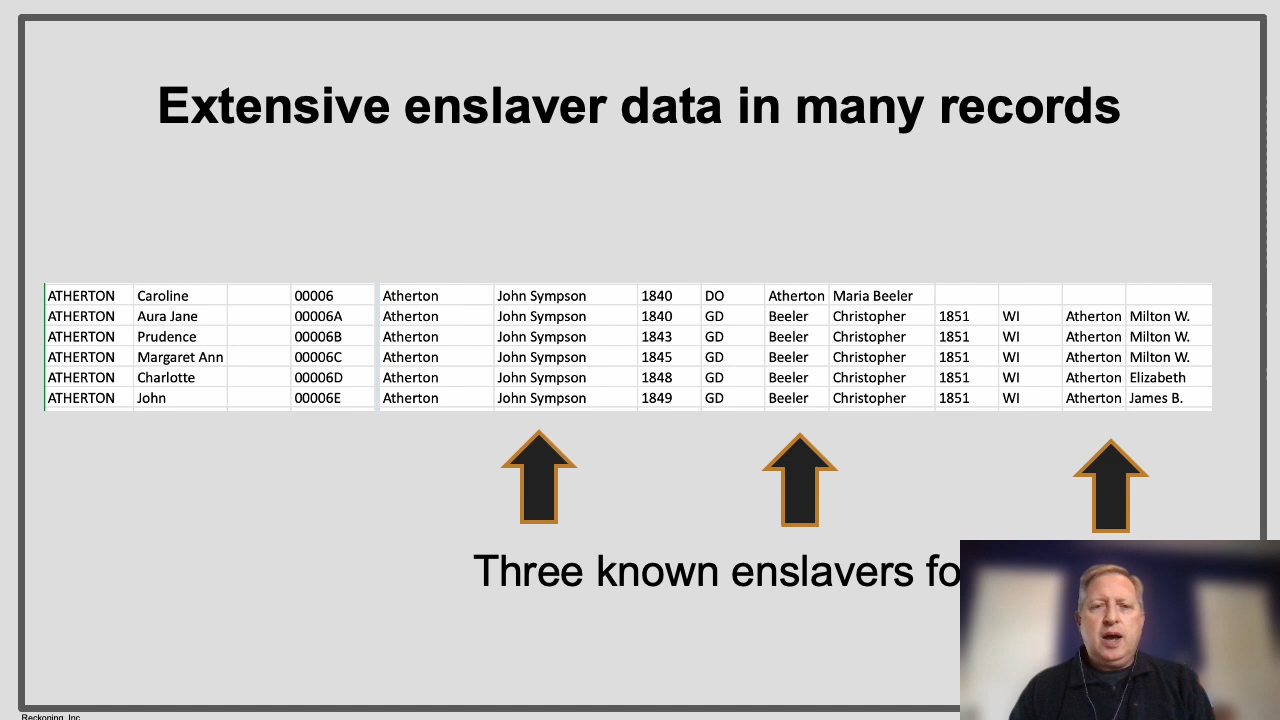 Extensive enslaver data in many records
ATHERTON Caroline 00006 Atherton John Sympson 1840 DO Atherton Maria Beeler
ATHERTON Aura Jane 00006A Atherton John Sympson 1840 GD Beeler Christopher 1851 WI Atherton Milton W.
ATHERTON Prudence 00006B Atherton John Sympson 1843 GD Beeler Christopher 1851 WI Atherton Milton W.
ATHERTON Margaret Ann 00006C Atherton John Sympson 1845 GD Beeler Christopher 1851 WI Atherton Milton W.
ATHERTON Charlotte 00006D Atherton John Sympson 1848 GD Beeler Christopher 1851 WI Atherton Elizabeth
ATHERTON John 00006E Atherton John Sympson 1849 GD Beeler Christopher 1851 WI Atherton James B.
Three known enslavers fo
Reckoning, Inc